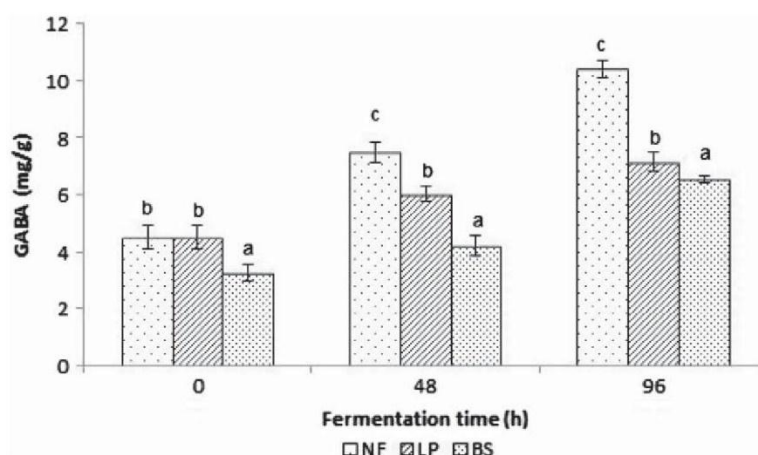 12
c
10
c
GABA (mg/g)
8
b
a
b
6
b
b
a
4
a
2
0
0
48
96
Fermentation time (h)
NF LP BS